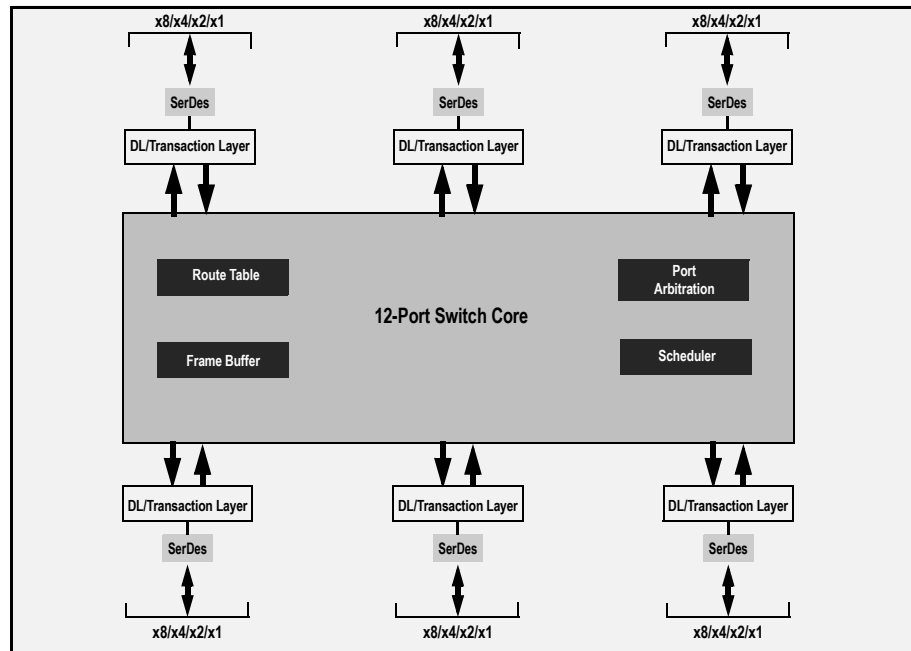 x8/x4/x2/x1
x8/x4/x2/x1
x8/x4/x2/x1
SerDes
SerDes
SerDes
DL/Transaction Layer
DL/Transaction Layer
DL/Transaction Layer
Route Table
Port
Arbitration
12-Port Switch Core
Frame Buffer
Scheduler
DL/Transaction Layer
DL/Transaction Layer
DL/Transaction Layer
SerDes
SerDes
SerDes
x8/x4/x2/x1
x8/x4/x2/x1
x8/x4/x2/x1